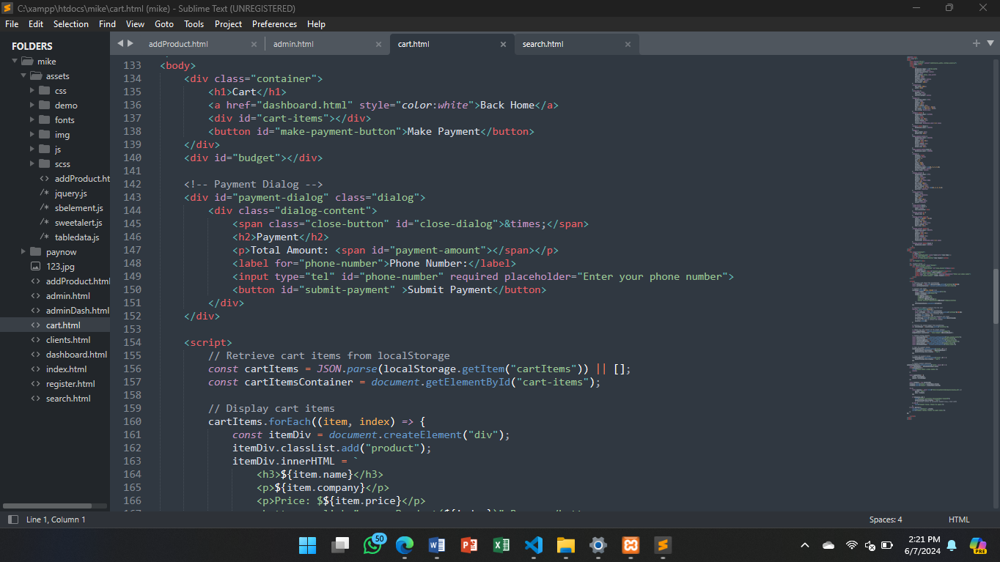 C:\xampp\htdocs\mike\cart.html (mike) - Sublime Text (UNREGISTERED)
File Edit Selection Find View Goto Tools Project Preferences Help
FOLDERS
mike
assets
css
demo
fonts
img
js
scss
addProduct.ht
jquery.js
sbelement.js
sweetalert.js
tabledata.js
paynow
123.jpg
addProduct.html
admin.html
adminDash.html
cart.html
clients.html
dashboard.html
index.html
register.html
search.html
addProduct.html admin.html cart.html search.html
133 <body>
134 <div class="container">
135 <h1>Cart</h1>
136 <a href="dashboard.html" style="color:white">Back Home</a>
137 <div id="cart-items"></div>
138 <button id="make-payment-button">Make Payment</button>
139 </div>
140 <div id="budget"></div>
141
142 <!-- Payment Dialog -->
143 <div id="payment-dialog" class="dialog">
144 <div class="dialog-content">
145 <span class="close-button" id="close-dialog">&times;</span>
146 <h2>Payment</h2>
147 <p>Total Amount: <span id="payment-amount"></span></p>
148 <label for="phone-number">Phone Number:</label>
149 <input type="tel" id="phone-number" required placeholder="Enter your phone number">
150 <button id="submit-payment" >Submit Payment</button>
151 </div>
152 </div>
153
154 <script>
155 // Retrieve cart items from localStorage
156 const cartItems = JSON.parse(localStorage.getItem("cartItems")) || [];
157 const cartItemsContainer = document.getElementById("cart-items");
158
159 // Display cart items
160 cartItems.forEach((item, index) => {
161 const itemDiv = document.createElement("div");
162 itemDiv.classList.add("product");
163 itemDiv.innerHTML = `
164 <h3>${item.name}</h3>
165 <p>${item.company}</p>
166 <p>Price: $${item.price}</p>
Line 1, Column 1
Spaces: 4
HTML
50
2:21 PM
6/7/2024
PRE